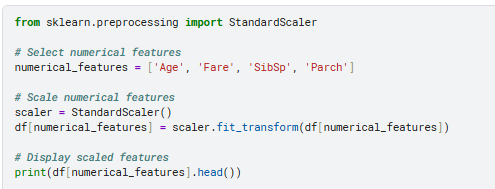 from sklearn.preprocessing import StandardScaler
# Select numerical features
numerical_features = ['Age', 'Fare', 'SibSp', 'Parch']
# Scale numerical features
scaler = StandardScaler()
df[numerical_features] = scaler.fit_transform(df[numerical_features])
# Display scaled features
print(df[numerical_features].head())